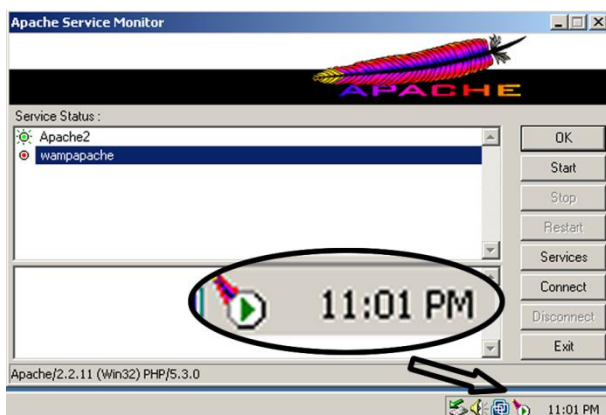 Apache Service Monitor
APACHE
Service Status :
Apache2
wampapache
OK
Start
Stop
Restart
Services
Connect
Disconnect
Exit
11:01 PM
Apache/2.2.11 (Win32) PHP/5.3.0
11:01 PM